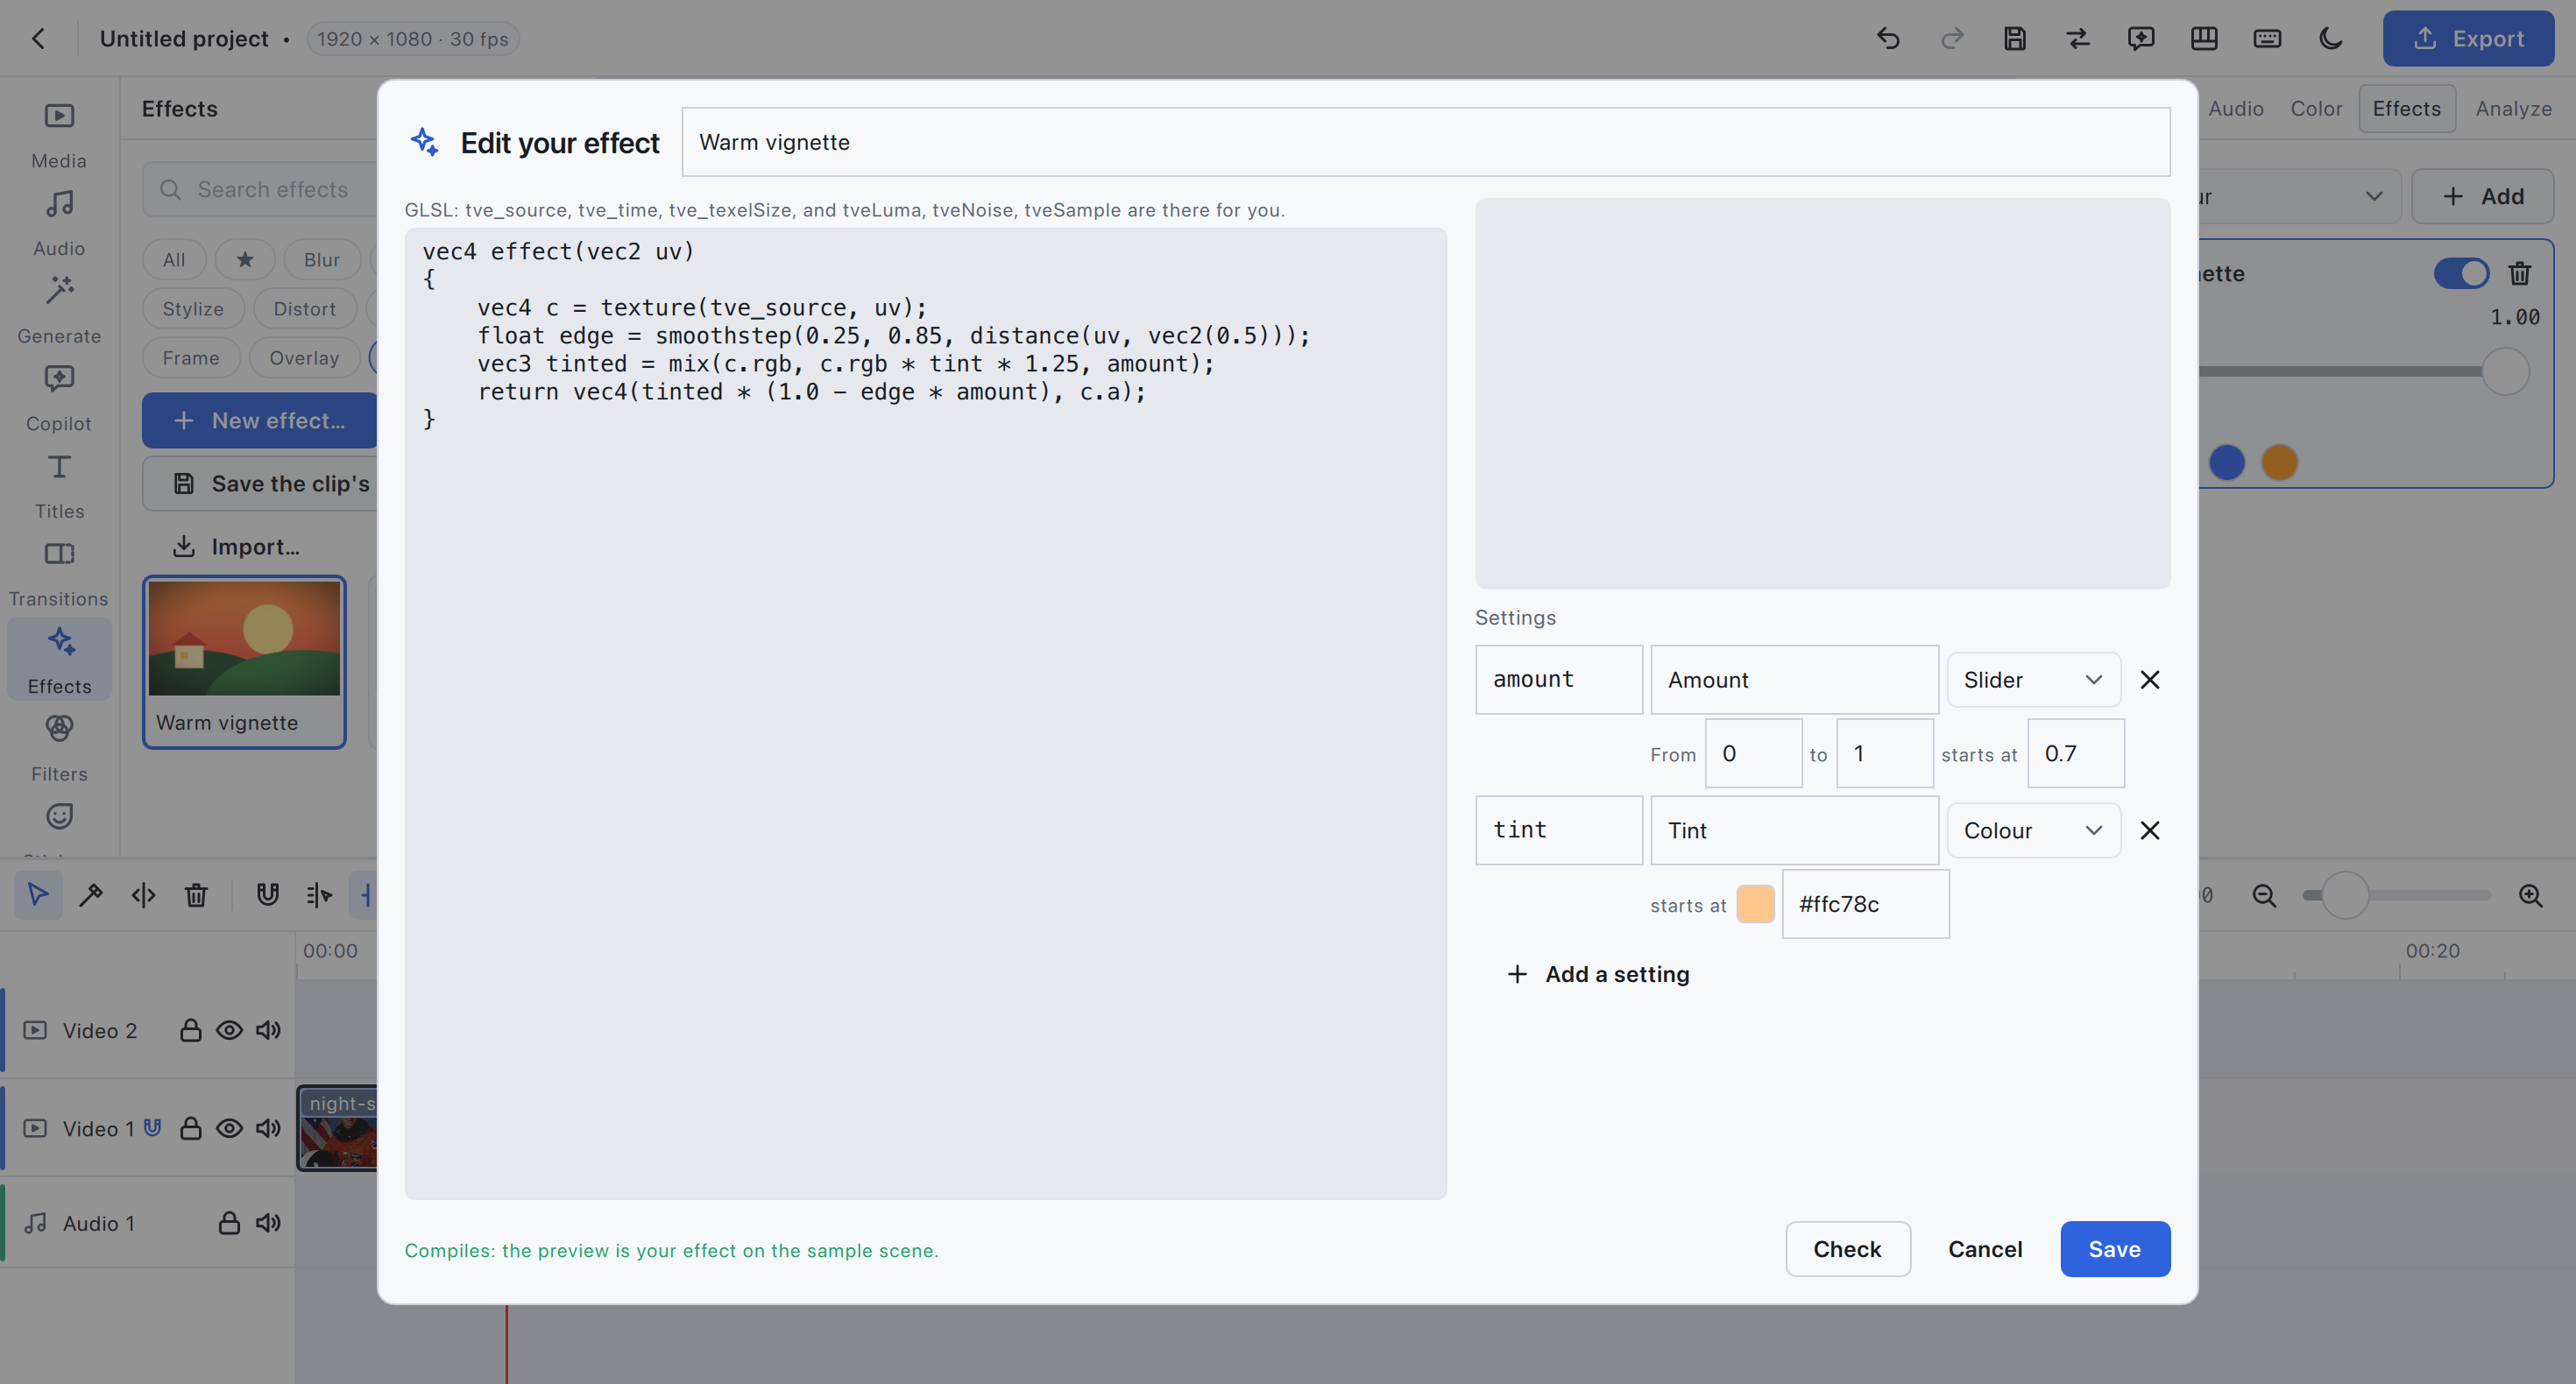 Untitled project •
1920 × 1080 · 30 fps
Export
Effects
Audio
Color
Effects
Analyze
Media
Audio
Generate
Copilot
Titles
Transitions
Effects
Filters
Search effects
All
★
Blur
Stylize
Distort
Frame
Overlay
New effect…
Save the clip's
Import…
Warm vignette
Edit your effect
Warm vignette
GLSL: tve_source, tve_time, tve_texelSize, and tveLuma, tveNoise, tveSample are there for you.
vec4 effect(vec2 uv)
{
    vec4 c = texture(tve_source, uv);
    float edge = smoothstep(0.25, 0.85, distance(uv, vec2(0.5)));
    vec3 tinted = mix(c.rgb, c.rgb * tint * 1.25, amount);
    return vec4(tinted * (1.0 - edge * amount), c.a);
}
Settings
amount
Amount
Slider
From 0 to 1 starts at 0.7
tint
Tint
Colour
starts at #ffc78c
Add a setting
Compiles: the preview is your effect on the sample scene.
Check
Cancel
Save
Add
1.00
00:00
00:20
Video 2
Video 1
night-s
Audio 1